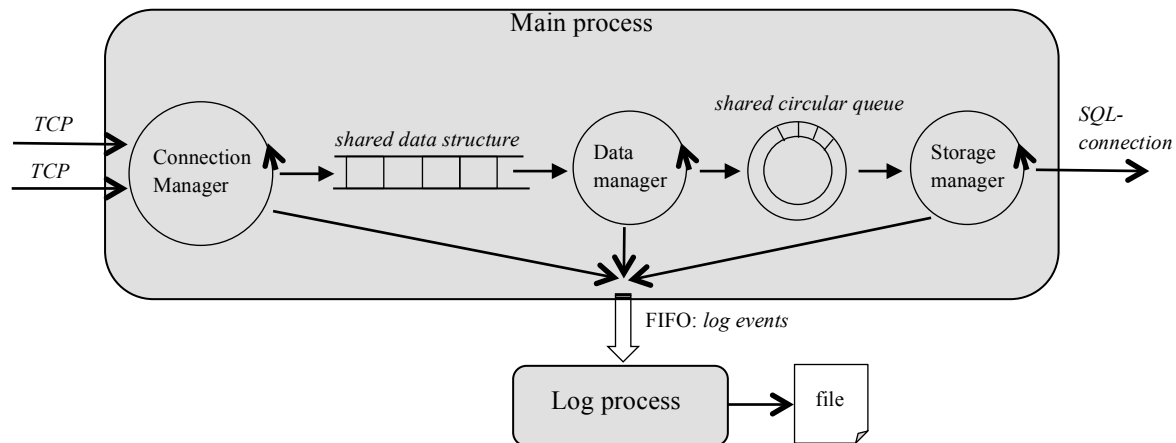 Main process
TCP
TCP
Connection
Manager
shared data structure
Data
manager
shared circular queue
Storage
manager
SQL-
connection
FIFO: log events
Log process
file